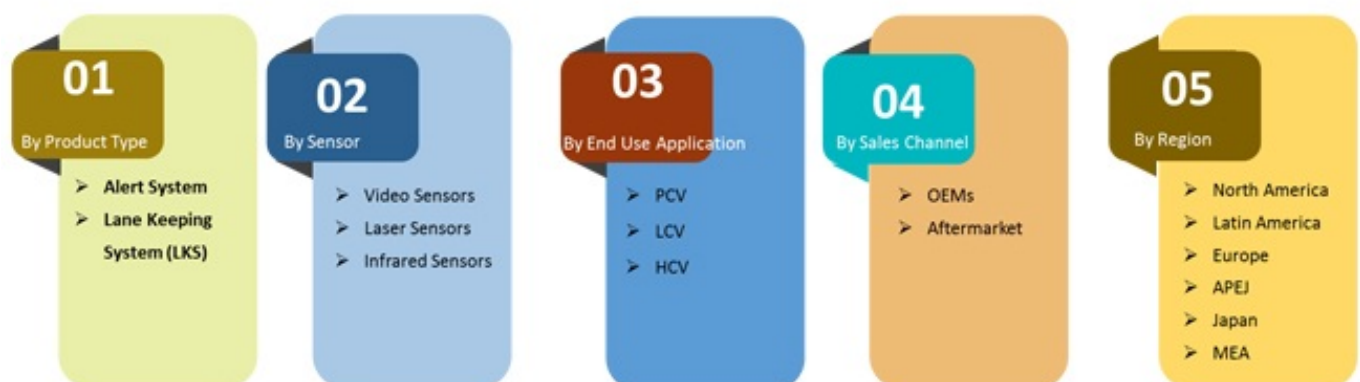 01
By Product Type
Alert System
Lane Keeping
System (LKS)
02
By Sensor
Video Sensors
Laser Sensors
Infrared Sensors
03
By End Use Application
PCV
LCV
HCV
04
By Sales Channel
OEMs
Aftermarket
05
By Region
North America
Latin America
Europe
APEJ
Japan
MEA